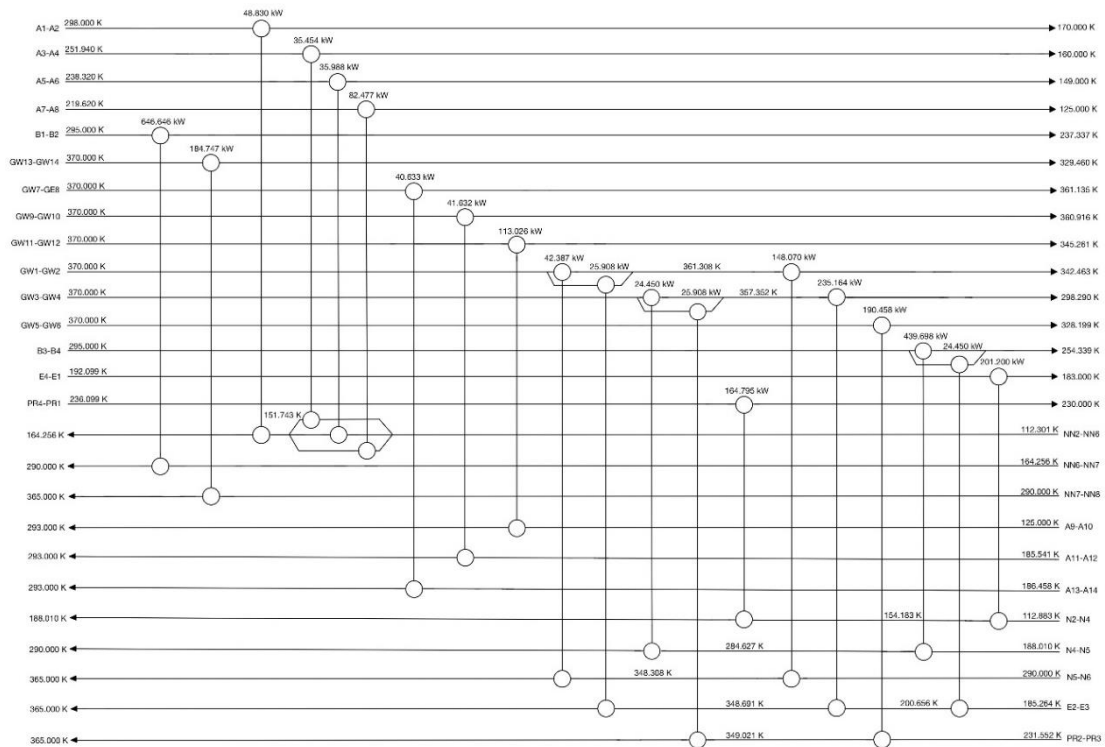 48.830 kW
A1-A2 298.000 K 170.000 K
35.454 kW
A3-A4 251.940 K 160.000 K
35.988 kW
A5-A6 238.320 K 149.000 K
82.477 kW
A7-A8 219.620 K 125.000 K
646.646 kW
B1-B2 295.000 K 237.337 K
184.747 kW
GW13-GW14 370.000 K 329.460 K
40.633 kW
GW7-GE8 370.000 K 361.135 K
41.632 kW
GW9-GW10 370.000 K 360.916 K
113.026 kW
GW11-GW12 370.000 K 345.261 K
42.387 kW 25.908 kW 361.308 K 148.070 kW
GW1-GW2 370.000 K 342.463 K
24.450 kW 25.908 kW 357.352 K 235.164 kW
GW3-GW4 370.000 K 298.290 K
190.458 kW
GW5-GW6 370.000 K 328.199 K
439.698 kW 24.450 kW
B3-B4 295.000 K 254.339 K
201.200 kW
E4-E1 192.099 K 183.000 K
164.795 kW
PR4-PR1 236.099 K 230.000 K
151.743 K
164.256 K 112.301 K NN2-NN6
290.000 K 164.256 K NN6-NN7
365.000 K 290.000 K NN7-NN8
293.000 K 125.000 K A9-A10
293.000 K 185.541 K A11-A12
293.000 K 186.458 K A13-A14
188.010 K 154.183 K 112.883 K N2-N4
290.000 K 284.627 K 188.010 K N4-N5
365.000 K 348.308 K 290.000 K N5-N6
365.000 K 348.691 K 200.656 K 185.264 K E2-E3
365.000 K 349.021 K 231.552 K PR2-PR3